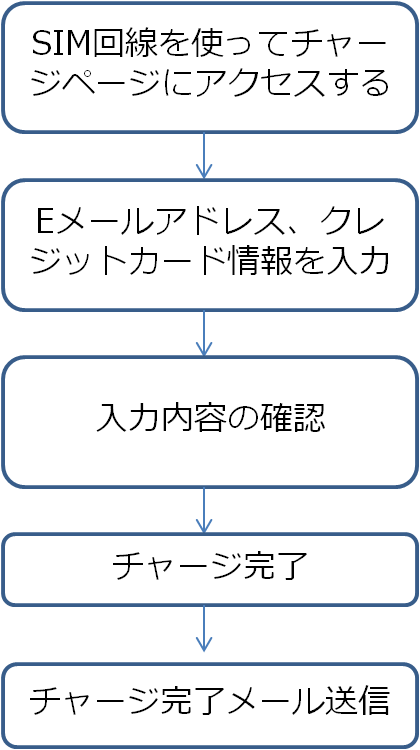 SIM回線を使ってチャー
ジページにアクセスする
Eメールアドレス、クレ
ジットカード情報を入力
入力内容の確認
チャージ完了
チャージ完了メール送信